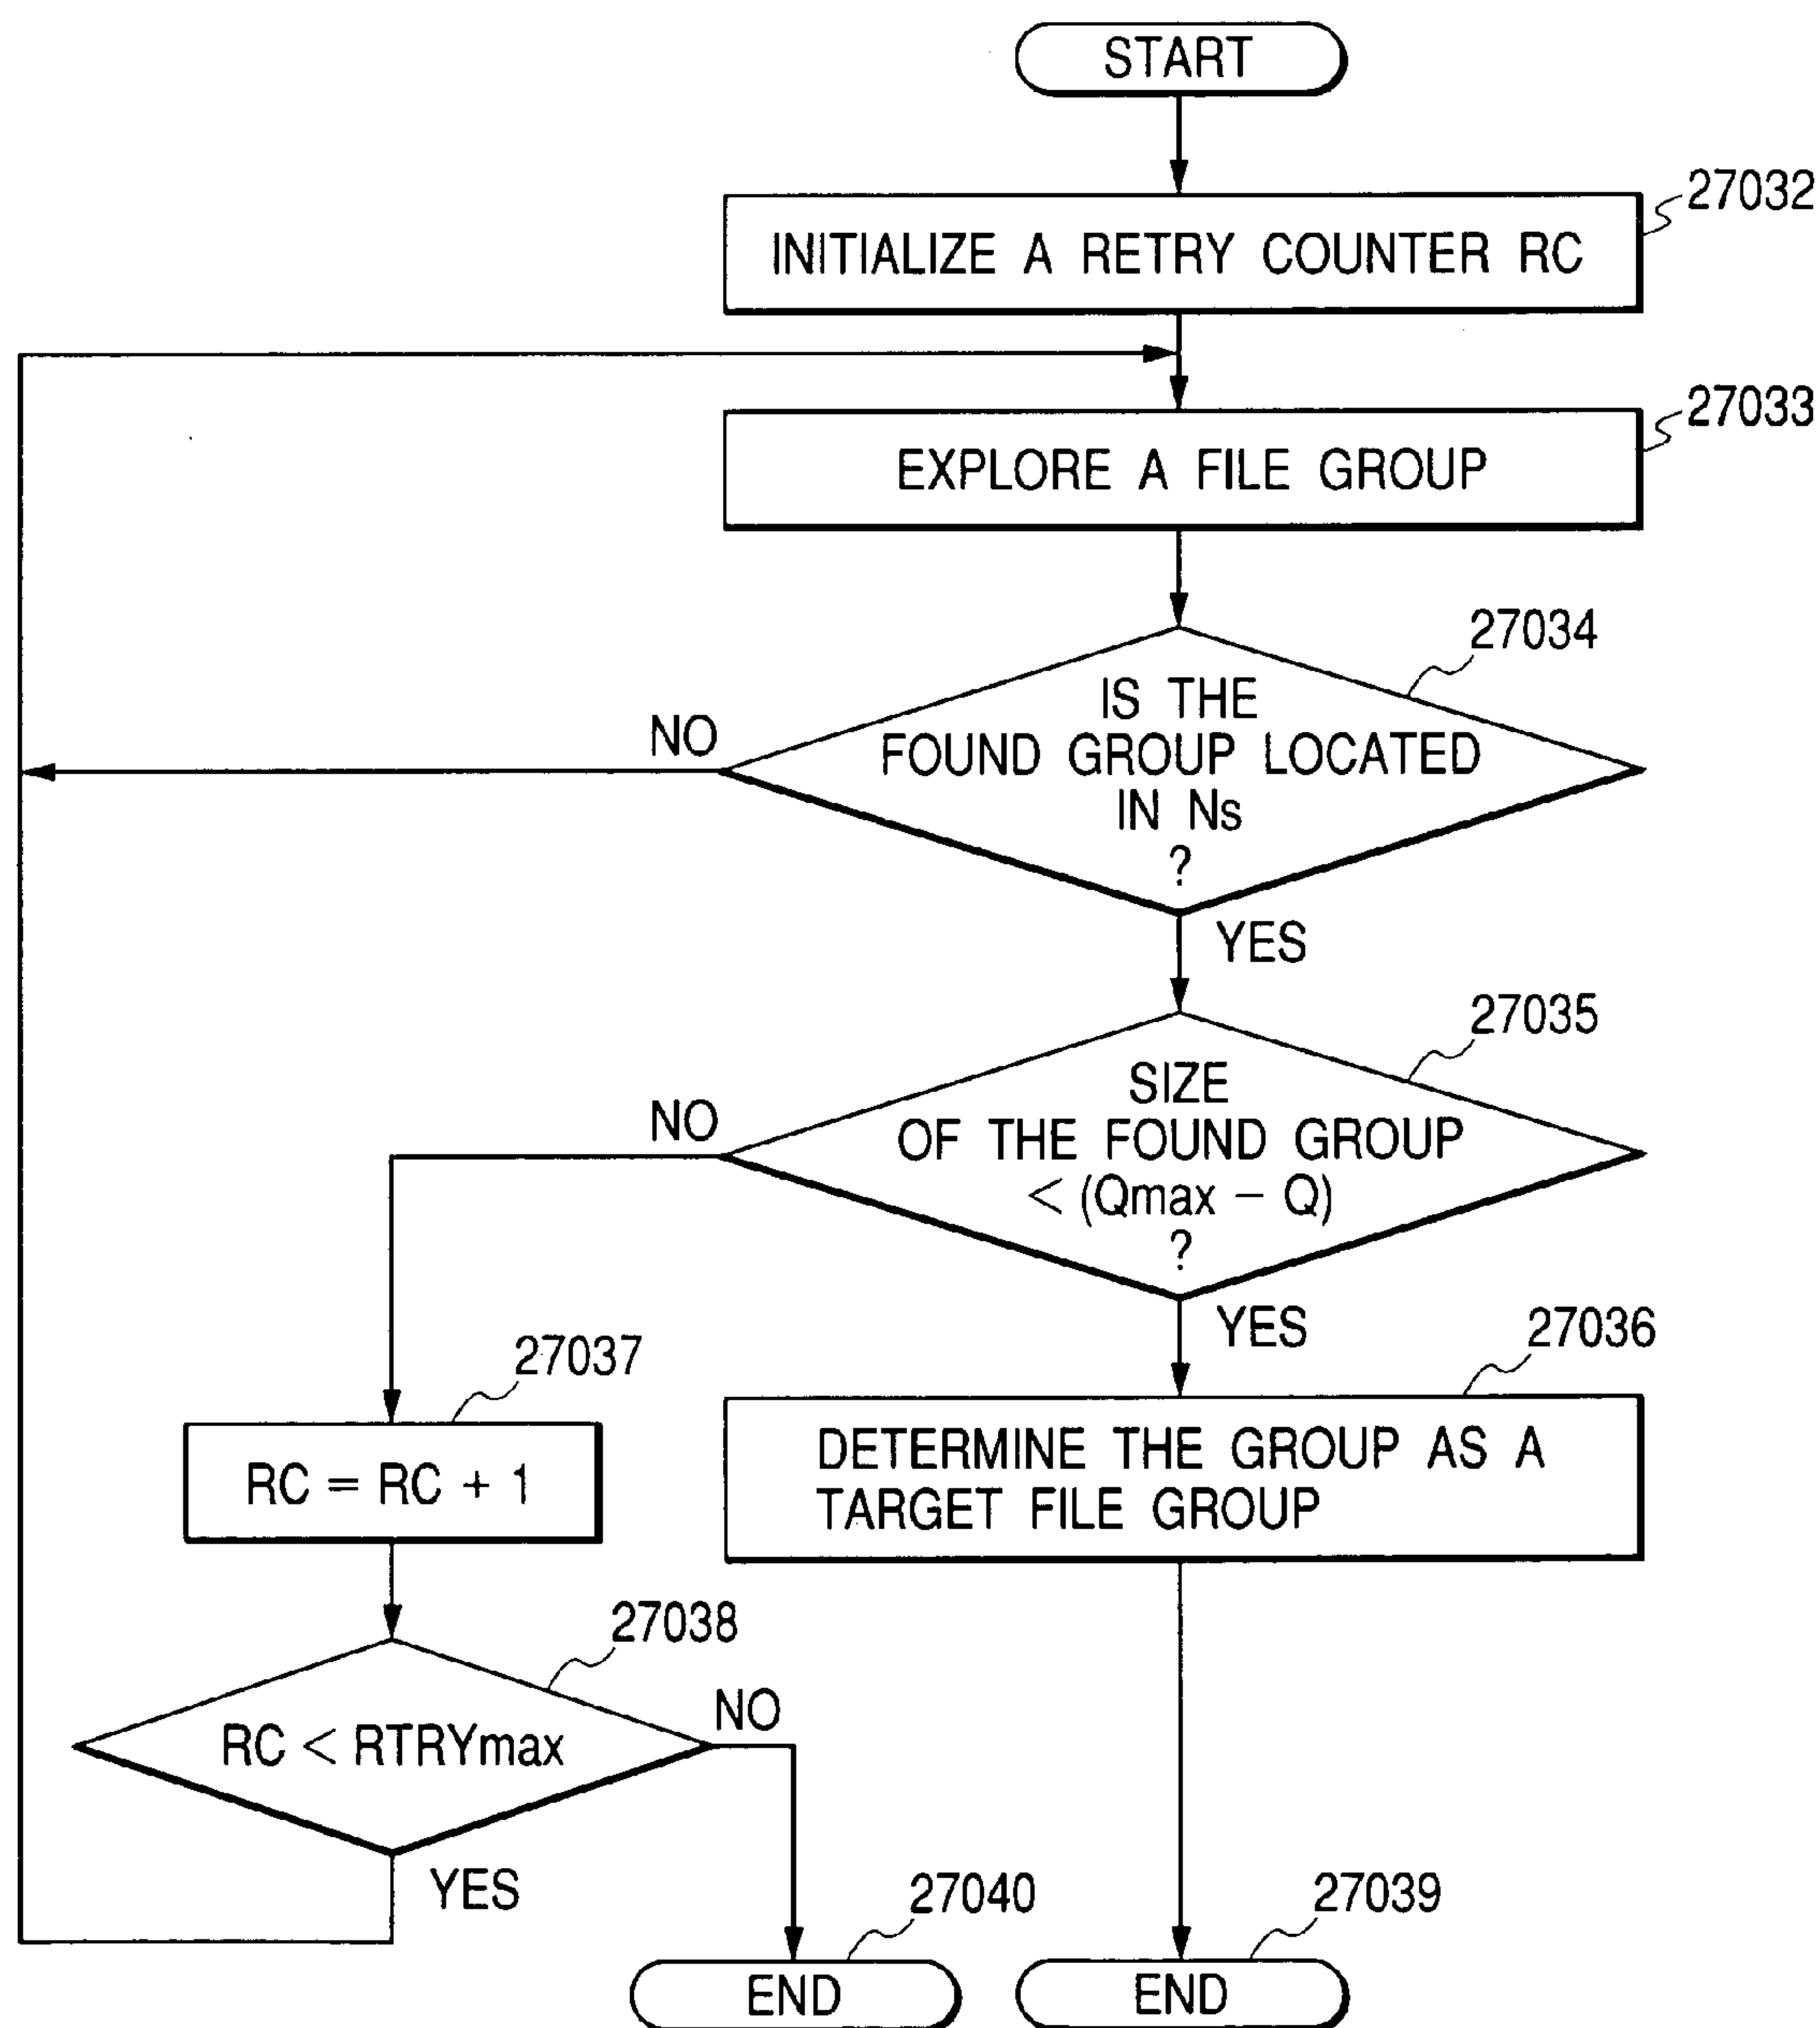 START
27032
INITIALIZE A RETRY COUNTER RC
27033
EXPLORE A FILE GROUP
27034
IS THE
FOUND GROUP LOCATED
IN Ns
?
NO
YES
27035
SIZE
OF THE FOUND GROUP
< (Qmax – Q)
?
NO
YES
27036
DETERMINE THE GROUP AS A
TARGET FILE GROUP
27037
RC = RC + 1
27038
RC < RTRYmax
NO
YES
27040
END
27039
END